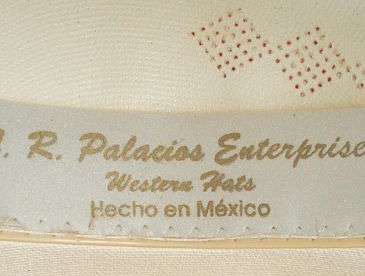 . R. Palacios Enterprise
Western Hats
Hecho en México